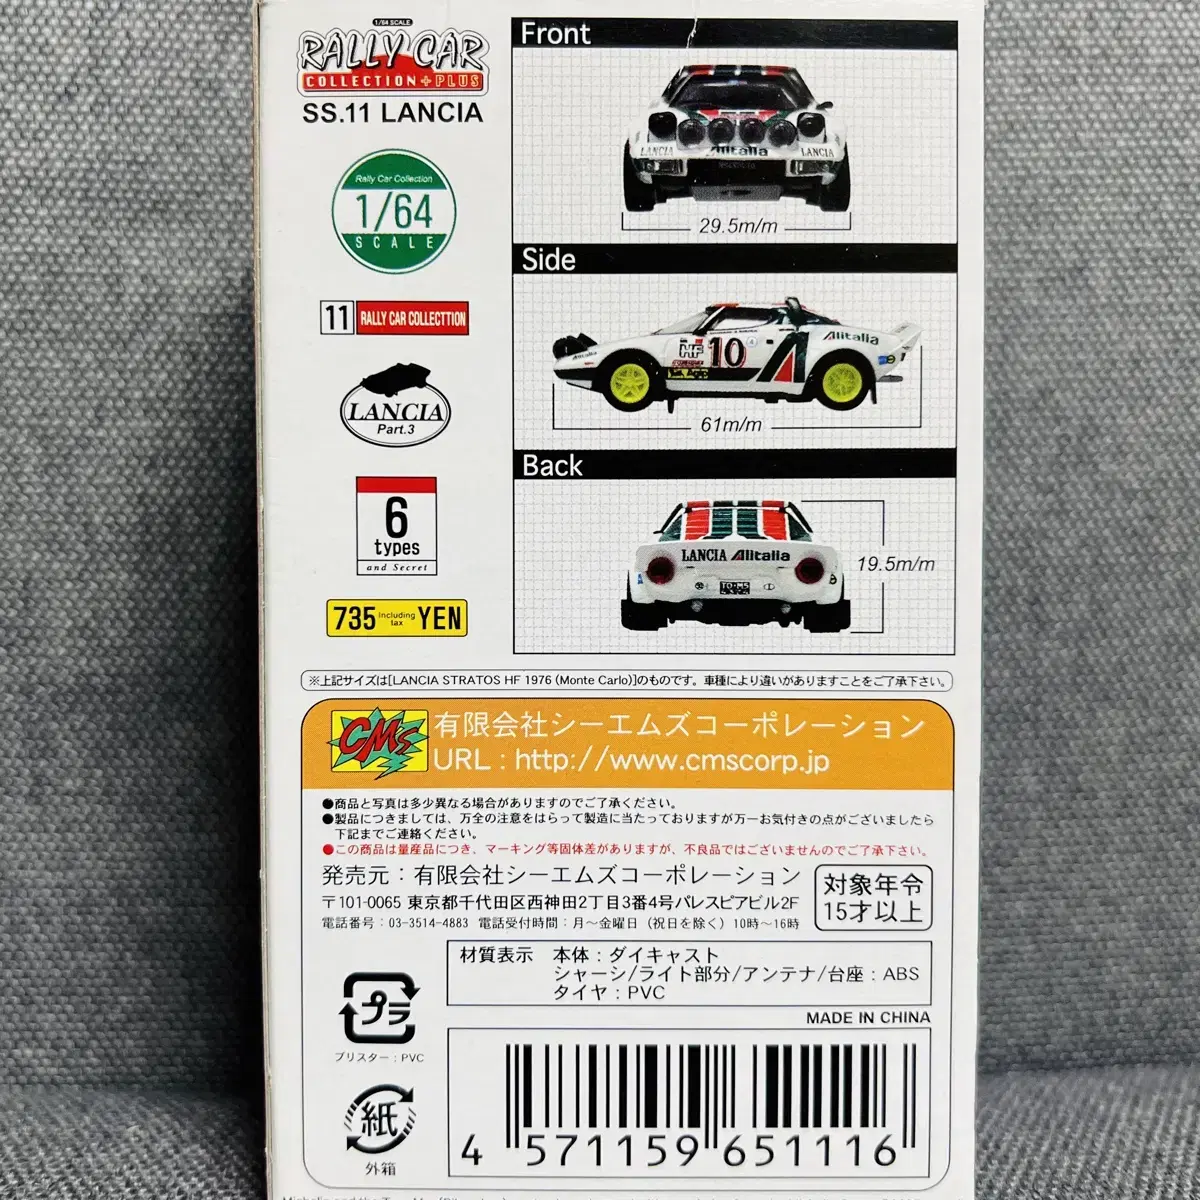 1/64 SCALE
RALLY CAR
COLLECTION + PLUS
SS.11 LANCIA
Rally Car Collection
1/64
SCALE
11 RALLY CAR COLLECTTION
LANCIA
Part.3
6
types
and Secret
735 Including tax YEN
Front
LANCIA Alitalia LANCIA
29.5m/m
Side
Alitalia
Alitalia
HF 10
61m/m
Back
LANCIA Alitalia
19.5m/m
※上記サイズは[LANCIA STRATOS HF 1976 (Monte Carlo)]のものです。車種により違いがありますことをご了承下さい。
CMs
有限会社シーエムズコーポレーション
URL : http://www.cmscorp.jp
●商品と写真は多少異なる場合がありますのでご了承ください。
●製品につきましては、万全の注意をはらって製造に当たっておりますが万一お気付きの点がございましたら
下記までご連絡ください。
●この商品は量産品につき、マーキング等固体差がありますが、不良品ではございませんのでご了承下さい。
発売元：有限会社シーエムズコーポレーション
〒101-0065 東京都千代田区西神田2丁目3番4号パレスピアビル2F
電話番号：03-3514-4883 電話受付時間：月〜金曜日（祝日を除く）10時〜16時
対象年令
15才以上
材質表示 本体：ダイキャスト
シャーシ/ライト部分/アンテナ/台座：ABS
タイヤ：PVC
MADE IN CHINA
プラ
ブリスター：PVC
紙
外箱
4 571159 651116